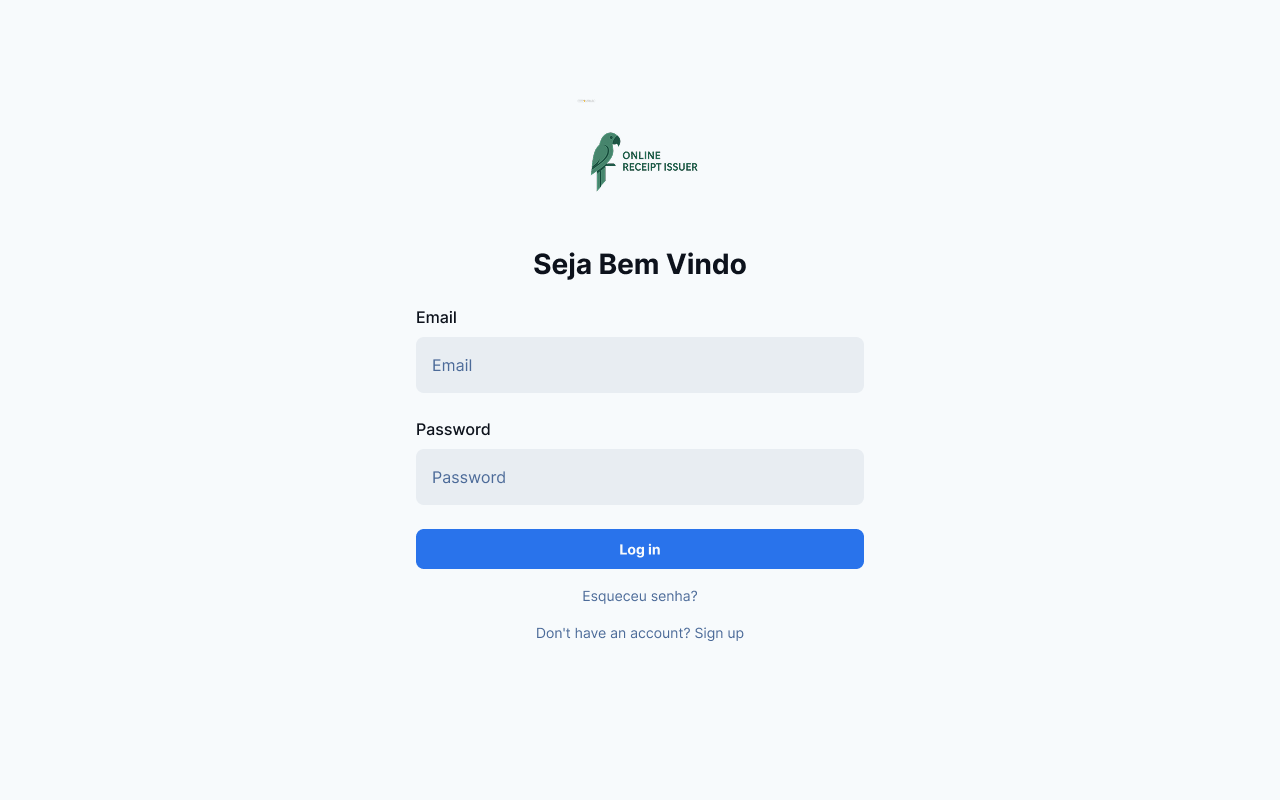 ONLINE
RECEIPT ISSUER
Seja Bem Vindo
Email
Email
Password
Password
Log in
Esqueceu senha?
Don't have an account? Sign up